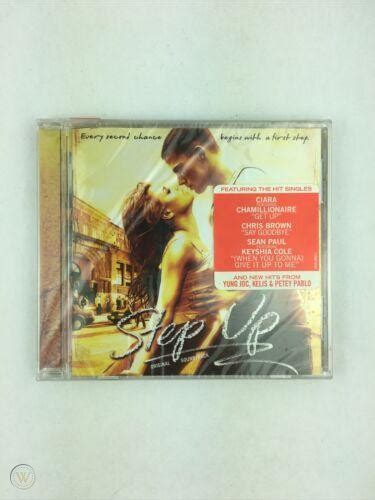 Every second chance begins with a first step.
FEATURING THE HIT SINGLES
CIARA
CHAMILLIONAIRE
"GET UP"
CHRIS BROWN
"SAY GOODBYE"
SEAN PAUL
KEYSHIA COLE
"(WHEN YOU GONNA)
GIVE IT UP TO ME"
AND NEW HITS FROM
YUNG JOC, KELIS & PETEY PABLO
Step Up
ORIGINAL SOUNDTRACK